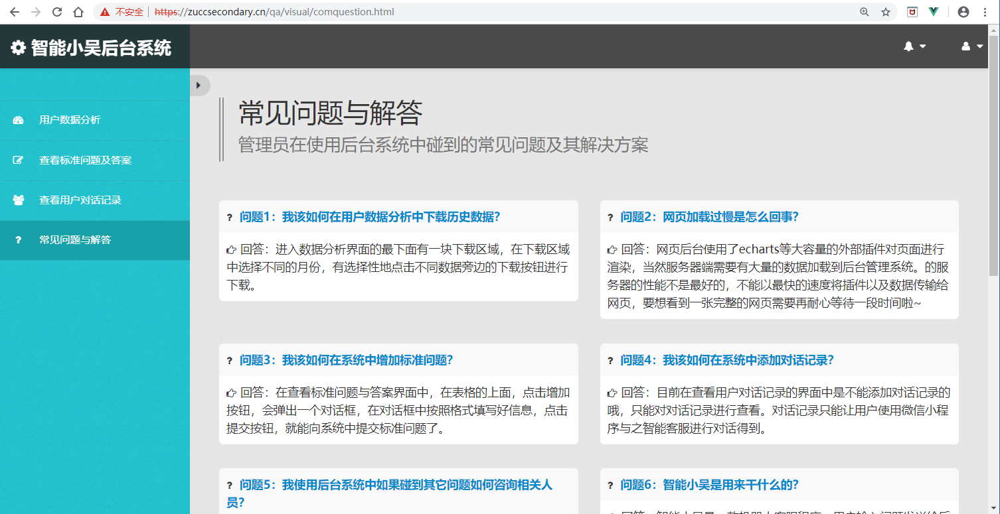 不安全 https://zuccsecondary.cn/qa/visual/comquestion.html
智能小吴后台系统
用户数据分析
查看标准问题及答案
查看用户对话记录
? 常见问题与解答
常见问题与解答
管理员在使用后台系统中碰到的常见问题及其解决方案
? 问题1：我该如何在用户数据分析中下载历史数据?
回答：进入数据分析界面的最下面有一块下载区域，在下载区域
中选择不同的月份，有选择性地点击不同数据旁边的下载按钮进行
下载。
? 问题2：网页加载过慢是怎么回事?
回答：网页后台使用了echarts等大容量的外部插件对页面进行
渲染，当然服务器端需要有大量的数据加载到后台管理系统。的服
务器的性能不是最好的，不能以最快的速度将插件以及数据传输给
网页，要想看到一张完整的网页需要再耐心等待一段时间啦~
? 问题3：我该如何在系统中增加标准问题?
回答：在查看标准问题与答案界面中，在表格的上面，点击增加
按钮，会弹出一个对话框，在对话框中按照格式填写好信息，点击
提交按钮，就能向系统中提交标准问题了。
? 问题4：我该如何在系统中添加对话记录?
回答：目前在查看用户对话记录的界面中是不能添加对话记录的
哦，只能对对话记录进行查看。对话记录只能让用户使用微信小程
序与之智能客服进行对话得到。
? 问题5：我使用后台系统中如果碰到其它问题如何咨询相关人
员?
? 问题6：智能小吴是用来干什么的?